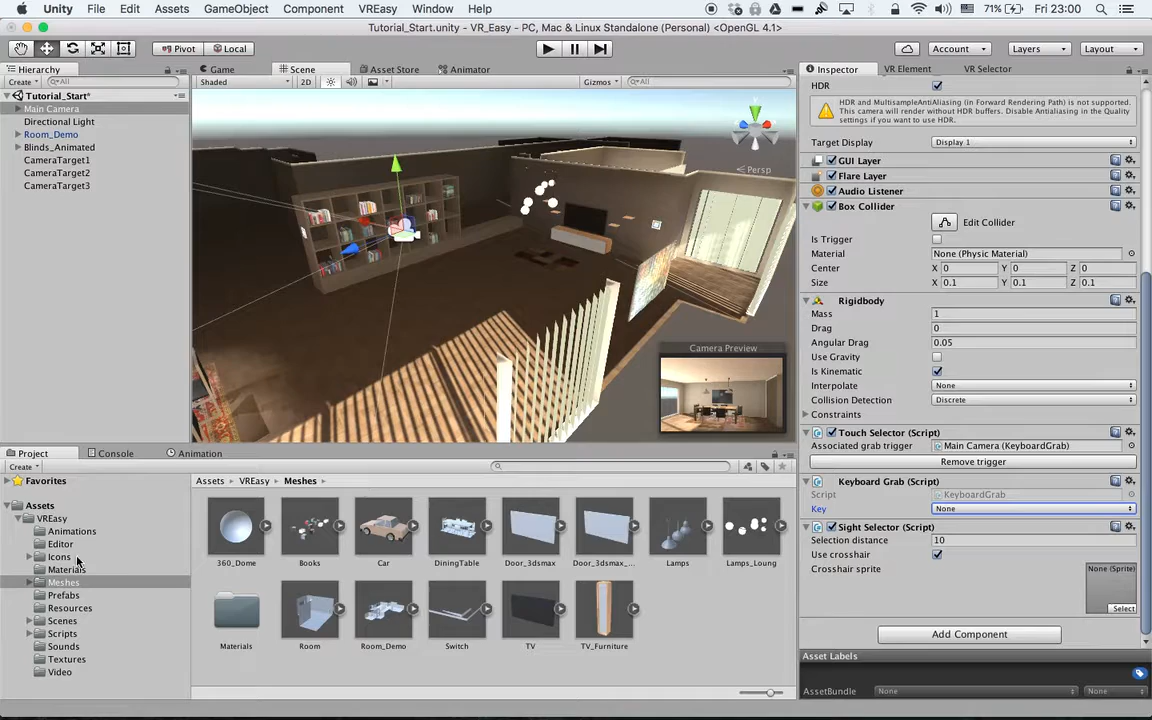 Unity File Edit Assets GameObject Component VREasy Window Help 71% Fri 23:00
Tutorial_Start.unity - VR_Easy - PC, Mac & Linux Standalone (Personal) <OpenGL 4.1>
Pivot Local Account Layers Layout
Hierarchy Game Scene Asset Store Animator Inspector VR Element VR Selector
Create All Shaded 2D Gizmos All
Tutorial_Start*
Main Camera
Directional Light
Room_Demo
Blinds_Animated
CameraTarget1
CameraTarget2
CameraTarget3
Persp
Camera Preview
HDR
HDR and MultisampleAntiAliasing (in Forward Rendering Path) is not supported.
This camera will render without HDR buffers. Disable Antialiasing in the Quality
settings if you want to use HDR.
Target Display Display 1
GUI Layer
Flare Layer
Audio Listener
Box Collider
Edit Collider
Is Trigger
Material None (Physic Material)
Center X 0 Y 0 Z 0
Size X 0.1 Y 0.1 Z 0.1
Rigidbody
Mass 1
Drag 0
Angular Drag 0.05
Use Gravity
Is Kinematic
Interpolate None
Collision Detection Discrete
Constraints
Touch Selector (Script)
Associated grab trigger Main Camera (KeyboardGrab)
Remove trigger
Keyboard Grab (Script)
Script KeyboardGrab
Key None
Sight Selector (Script)
Selection distance 10
Use crosshair
Crosshair sprite None (Sprite)
Select
Add Component
Asset Labels
AssetBundle None None
Project Console Animation
Create
Favorites
Assets
VREasy
Animations
Editor
Icons
Materials
Meshes
Prefabs
Resources
Scenes
Scripts
Sounds
Textures
Video
Assets VREasy Meshes
360_Dome Books Car DiningTable Door_3dsmax Door_3dsmax_... Lamps Lamps_Loung
Materials Room Room_Demo Switch TV TV_Furniture